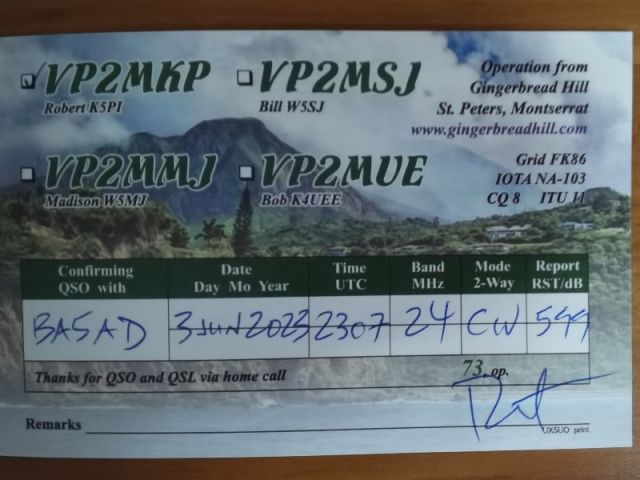 VP2MKP VP2MSJ Operation from
Robert K5PI Bill W5SJ Gingerbread Hill
St. Peters, Montserrat
www.gingerbreadhill.com
VP2MMJ VP2MUE Grid FK86
Madison W5MJ Bob K4UEE IOTA NA-103
CQ 8 ITU 11
Confirming Date Time Band Mode Report
QSO with Day Mo Year UTC MHz 2-Way RST/dB
BA5AD 3 JUN 2023 2307 24 CW 599
Thanks for QSO and QSL via home call 73, op.
Remarks
UX5UO print